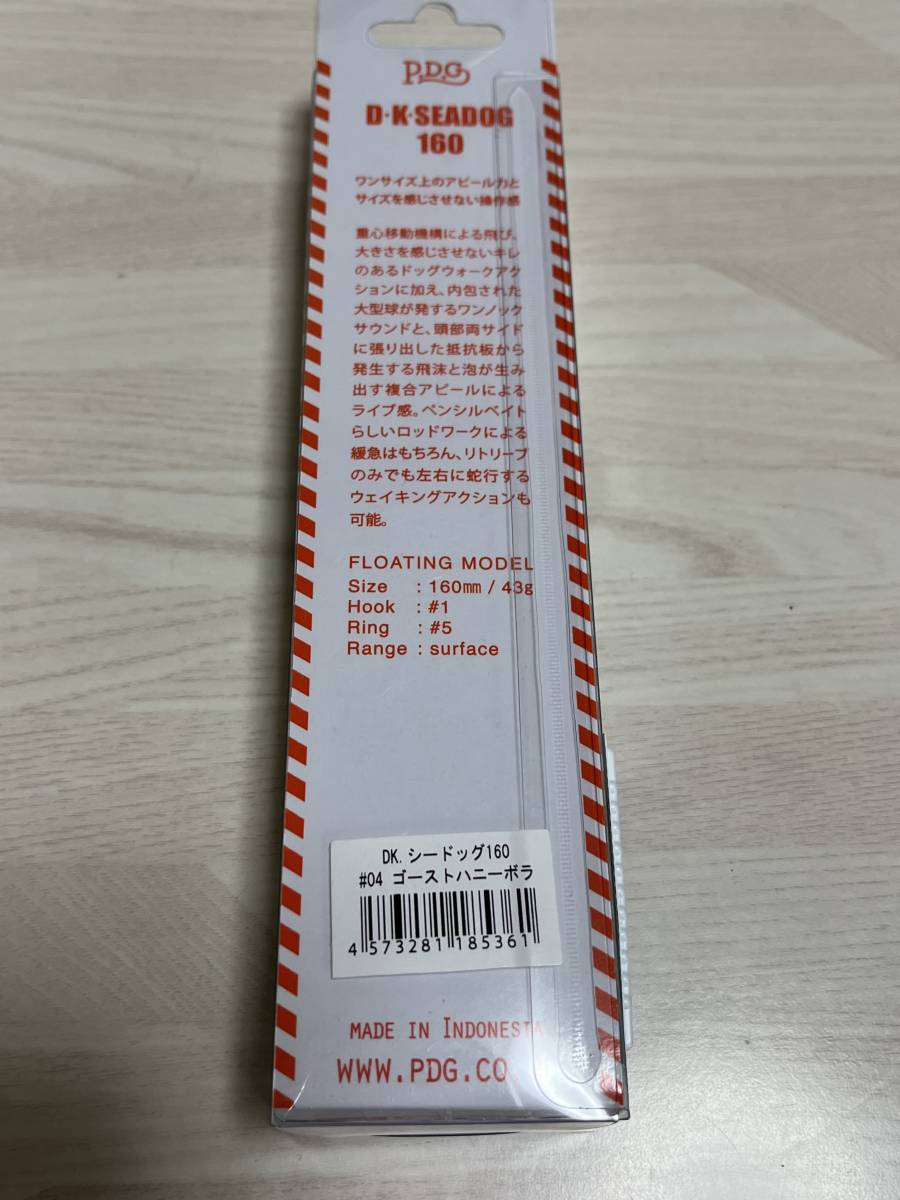 P.D.G
D·K·SEADOG
160
ワンサイズ上のアピール力と
サイズを感じさせない操作感
重心移動機構による飛び、
大きさを感じさせないキレ
のあるドッグウォークアク
ションに加え、内包された
大型球が発するワンノック
サウンドと、頭部両サイド
に張り出した抵抗板から
発生する飛沫と泡が生み
出す複合アピールによる
ライブ感。ペンシルベイト
らしいロッドワークによる
緩急はもちろん、リトリーブ
のみでも左右に蛇行する
ウェイキングアクションも
可能。
FLOATING MODEL
Size : 160mm / 43g
Hook : #1
Ring : #5
Range : surface
DK.シードッグ160
#04 ゴーストハニーボラ
4 573281 185361
MADE IN INDONESIA
WWW.PDG.CO